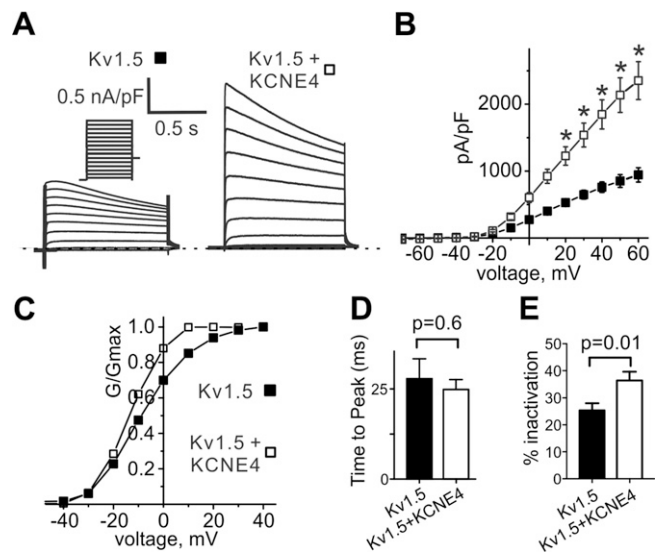 A
Kv1.5
0.5 nA/pF
0.5 s
Kv1.5 +
KCNE4
B
pA/pF
2000
1000
* * * * *
-60 -40 -20 0 20 40 60
voltage, mV
C
G/Gmax
1.0
0.8
0.6
0.4
0.2
Kv1.5
Kv1.5 +
KCNE4
-40 -20 0 20 40
voltage, mV
D
p=0.6
Time to Peak (ms)
25
0
Kv1.5
Kv1.5+KCNE4
E
p=0.01
% inactivation
50
40
30
20
10
0
Kv1.5
Kv1.5+KCNE4